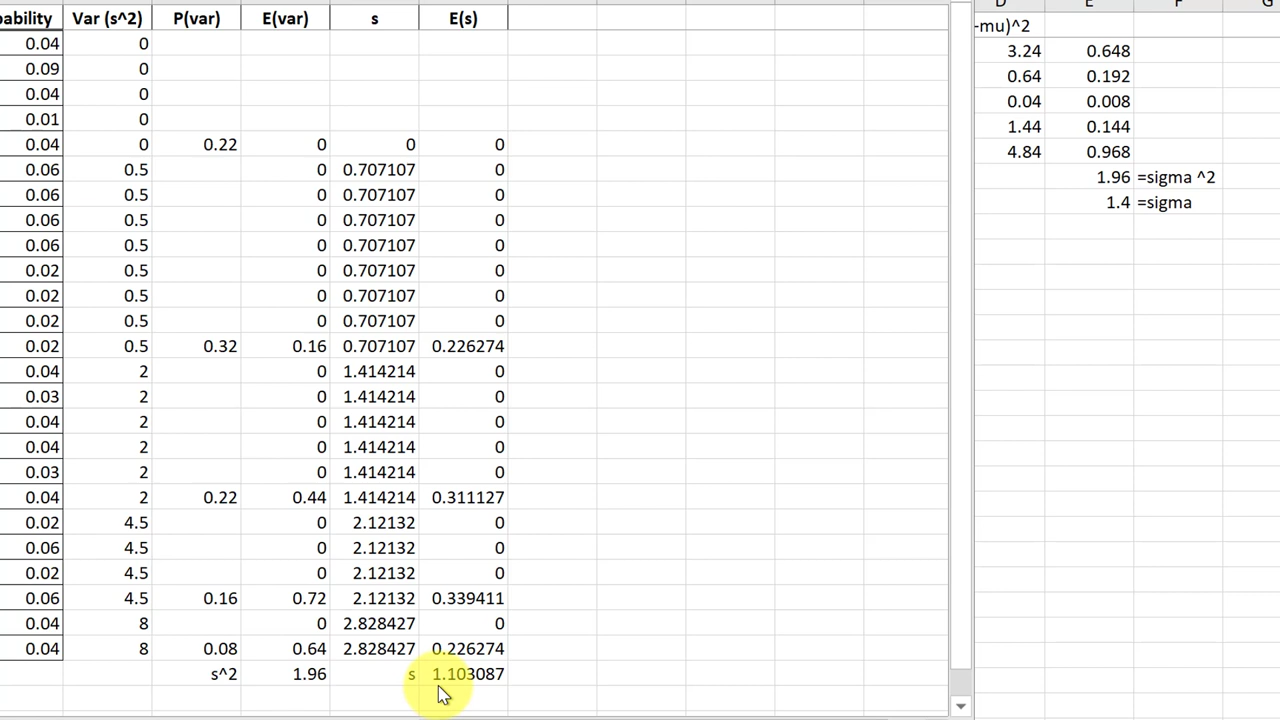 bability Var (s^2) P(var) E(var) s E(s)
0.04 0
0.09 0
0.04 0
0.01 0
0.04 0 0.22 0 0 0
0.06 0.5 0 0.707107 0
0.06 0.5 0 0.707107 0
0.06 0.5 0 0.707107 0
0.06 0.5 0 0.707107 0
0.02 0.5 0 0.707107 0
0.02 0.5 0 0.707107 0
0.02 0.5 0 0.707107 0
0.02 0.5 0.32 0.16 0.707107 0.226274
0.04 2 0 1.414214 0
0.03 2 0 1.414214 0
0.04 2 0 1.414214 0
0.04 2 0 1.414214 0
0.03 2 0 1.414214 0
0.04 2 0.22 0.44 1.414214 0.311127
0.02 4.5 0 2.12132 0
0.06 4.5 0 2.12132 0
0.02 4.5 0 2.12132 0
0.06 4.5 0.16 0.72 2.12132 0.339411
0.04 8 0 2.828427 0
0.04 8 0.08 0.64 2.828427 0.226274
s^2 1.96 s 1.103087
D E F G
-mu)^2
3.24 0.648
0.64 0.192
0.04 0.008
1.44 0.144
4.84 0.968
1.96 =sigma ^2
1.4 =sigma